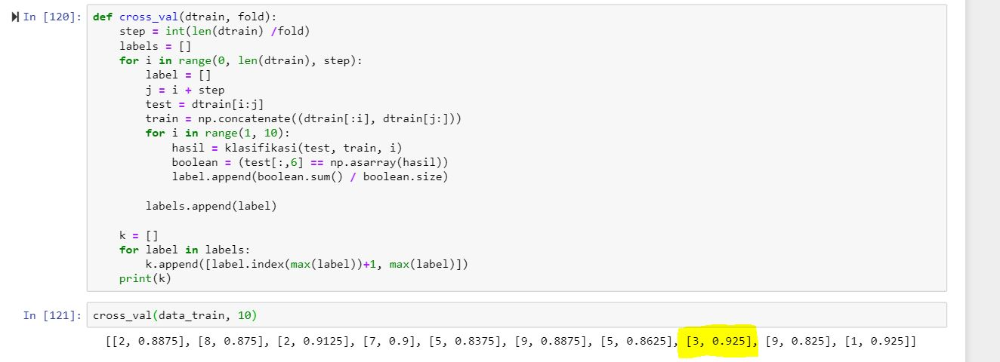 In [120]: def cross_val(dtrain, fold):
    step = int(len(dtrain) /fold)
    labels = []
    for i in range(0, len(dtrain), step):
        label = []
        j = i + step
        test = dtrain[i:j]
        train = np.concatenate((dtrain[:i], dtrain[j:]))
        for i in range(1, 10):
            hasil = klasifikasi(test, train, i)
            boolean = (test[:,6] == np.asarray(hasil))
            label.append(boolean.sum() / boolean.size)
        labels.append(label)
    k = []
    for label in labels:
        k.append([label.index(max(label))+1, max(label)])
    print(k)
In [121]: cross_val(data_train, 10)
[[2, 0.8875], [8, 0.875], [2, 0.9125], [7, 0.9], [5, 0.8375], [9, 0.8875], [5, 0.8625], [3, 0.925], [9, 0.825], [1, 0.925]]